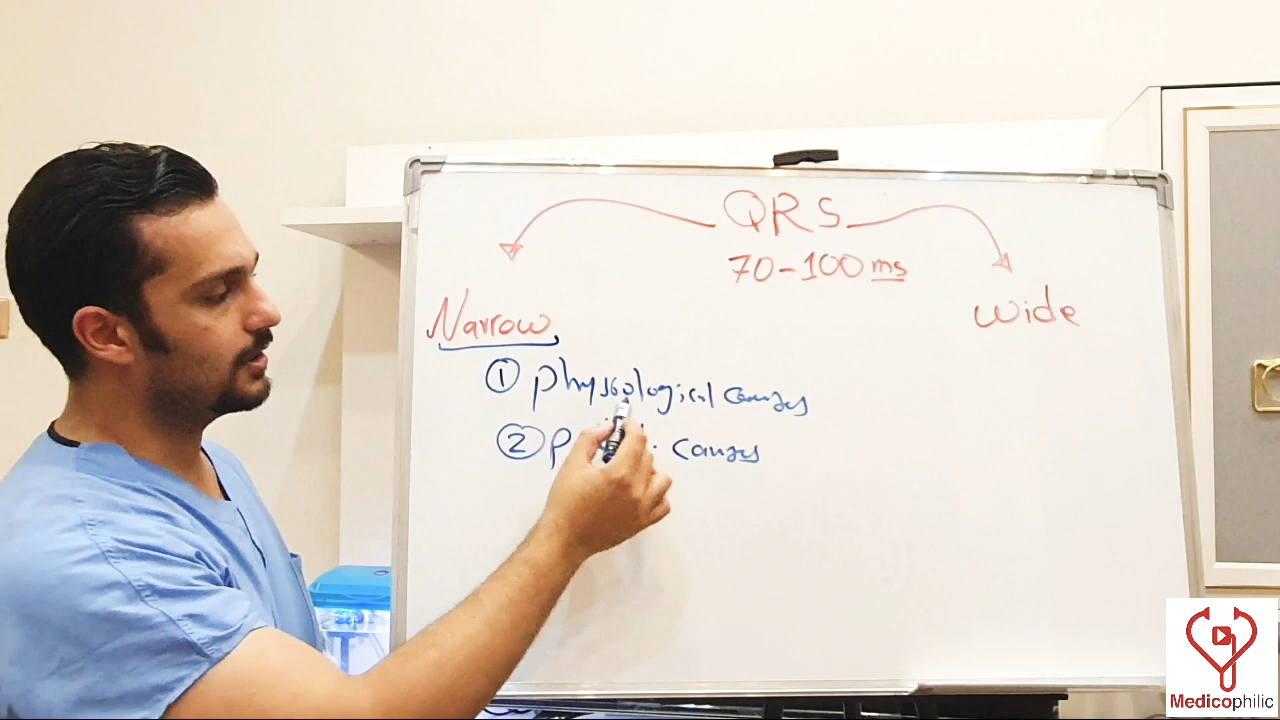 QRS
70-100 ms
Narrow
wide
① physiological causes
② causes
Medicophilic